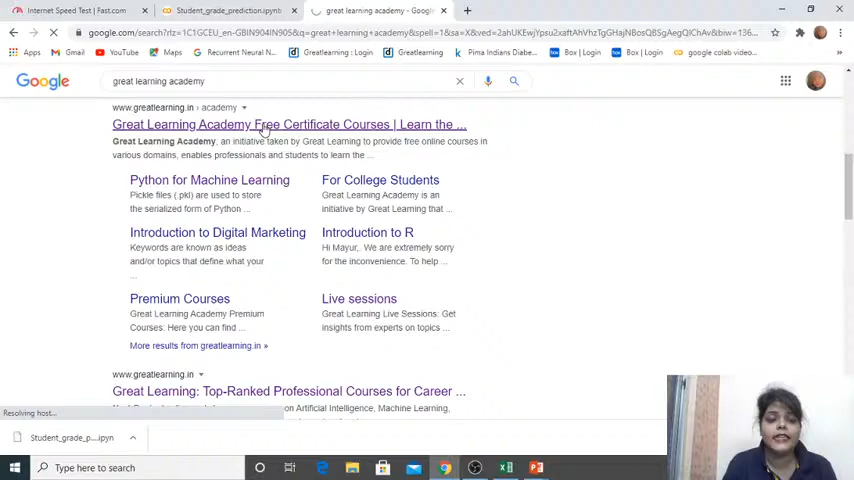 Internet Speed Test | Fast.com
Student_grade_prediction.ipynb
great learning academy - Google
google.com/search?rlz=1C1GCEU_en-GBIN904IN905&q=great+learning+academy&spell=1&sa=X&ved=2ahUKEwjYpsu2xaftAhVhzTgGHajNBosQBSgAegQIChAv&biw=136...
Apps
Gmail
YouTube
Maps
Recurrent Neural N...
Greatlearning : Login
Greatlearning
Pima Indians Diabe...
Box | Login
Box | Login
google colab video...
Google
great learning academy
www.greatlearning.in › academy
Great Learning Academy Free Certificate Courses | Learn the ...
Great Learning Academy, an initiative taken by Great Learning to provide free online courses in
various domains, enables professionals and students to learn the ...
Python for Machine Learning
Pickle files (.pkl) are used to store
the serialized form of Python ...
For College Students
Great Learning Academy is an
initiative by Great Learning that ...
Introduction to Digital Marketing
Keywords are known as ideas
and/or topics that define what your
...
Introduction to R
Hi Mayur,. We are extremely sorry
for the inconvenience. To help ...
Premium Courses
Great Learning Academy Premium
Courses: Here you can find ...
Live sessions
Great Learning Live Sessions: Get
insights from experts on topics ...
More results from greatlearning.in »
www.greatlearning.in
Great Learning: Top-Ranked Professional Courses for Career ...
on Artificial Intelligence, Machine Learning,
Resolving host...
Student_grade_p....ipyn
Type here to search